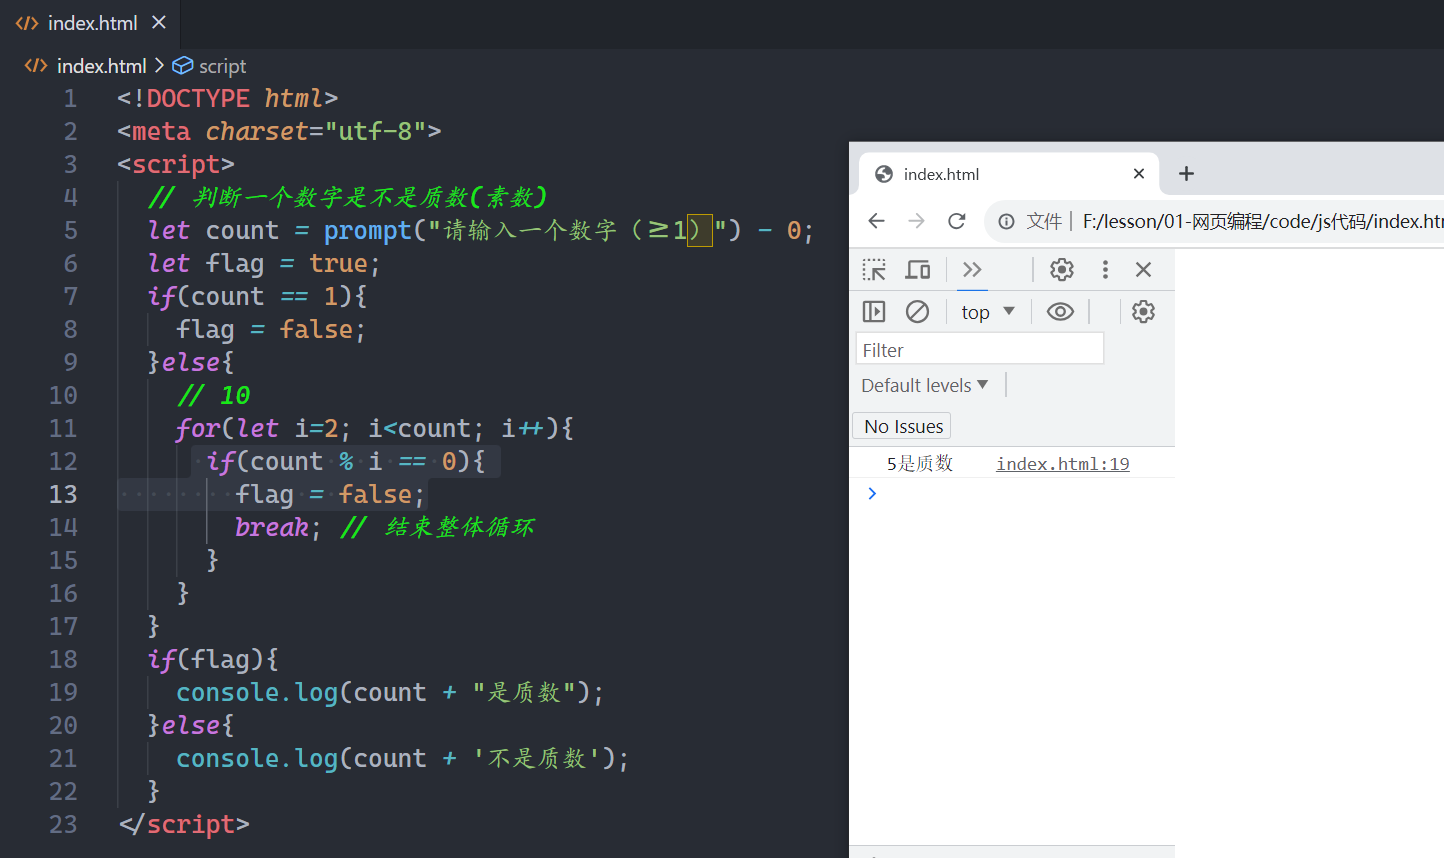 index.html
index.html > script
1 <!DOCTYPE html>
2 <meta charset="utf-8">
3 <script>
4 // 判断一个数字是不是质数(素数)
5 let count = prompt("请输入一个数字（≥1）") - 0;
6 let flag = true;
7 if(count == 1){
8 flag = false;
9 }else{
10 // 10
11 for(let i=2; i<count; i++){
12 if(count % i == 0){
13 flag = false;
14 break; // 结束整体循环
15 }
16 }
17 }
18 if(flag){
19 console.log(count + "是质数");
20 }else{
21 console.log(count + '不是质数');
22 }
23 </script>
index.html
文件 | F:/lesson/01-网页编程/code/js代码/index.htm
top
Filter
Default levels
No Issues
5是质数 index.html:19